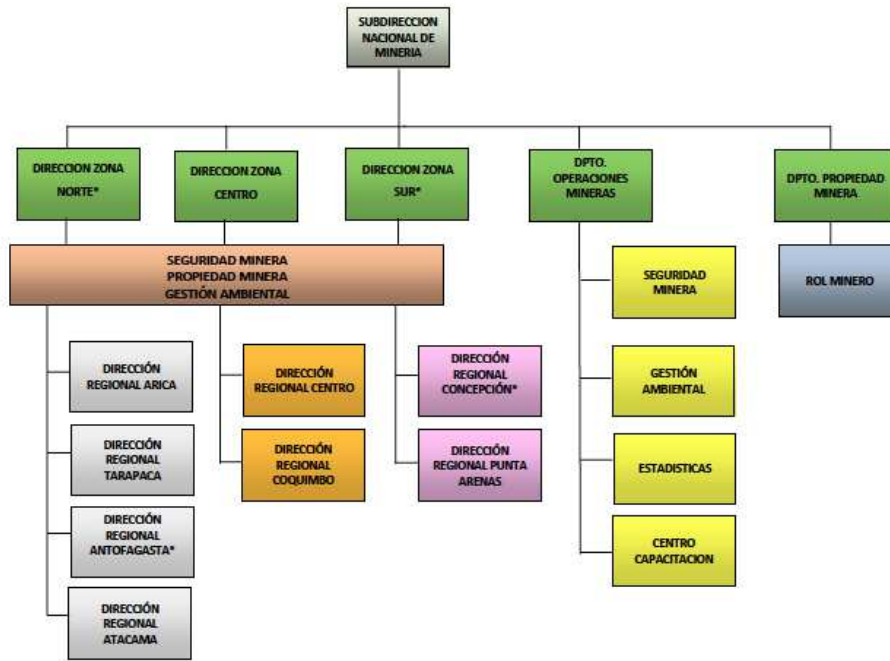 SUBDIRECCION
NACIONAL DE
MINERIA
DIRECCION ZONA
NORTE*
DIRECCION ZONA
CENTRO
DIRECCION ZONA
SUR*
DPTO.
OPERACIONES
MINERAS
DPTO. PROPIEDAD
MINERA
SEGURIDAD MINERA
PROPIEDAD MINERA
GESTIÓN AMBIENTAL
SEGURIDAD
MINERA
ROL MINERO
DIRECCIÓN
REGIONAL ARICA
DIRECCIÓN
REGIONAL CENTRO
DIRECCIÓN
REGIONAL
CONCEPCIÓN*
GESTIÓN
AMBIENTAL
DIRECCIÓN
REGIONAL
TARAPACA
DIRECCIÓN
REGIONAL
COQUIMBO
DIRECCIÓN
REGIONAL PUNTA
ARENAS
ESTADISTICAS
DIRECCIÓN
REGIONAL
ANTOFAGASTA*
CENTRO
CAPACITACION
DIRECCIÓN
REGIONAL
ATACAMA